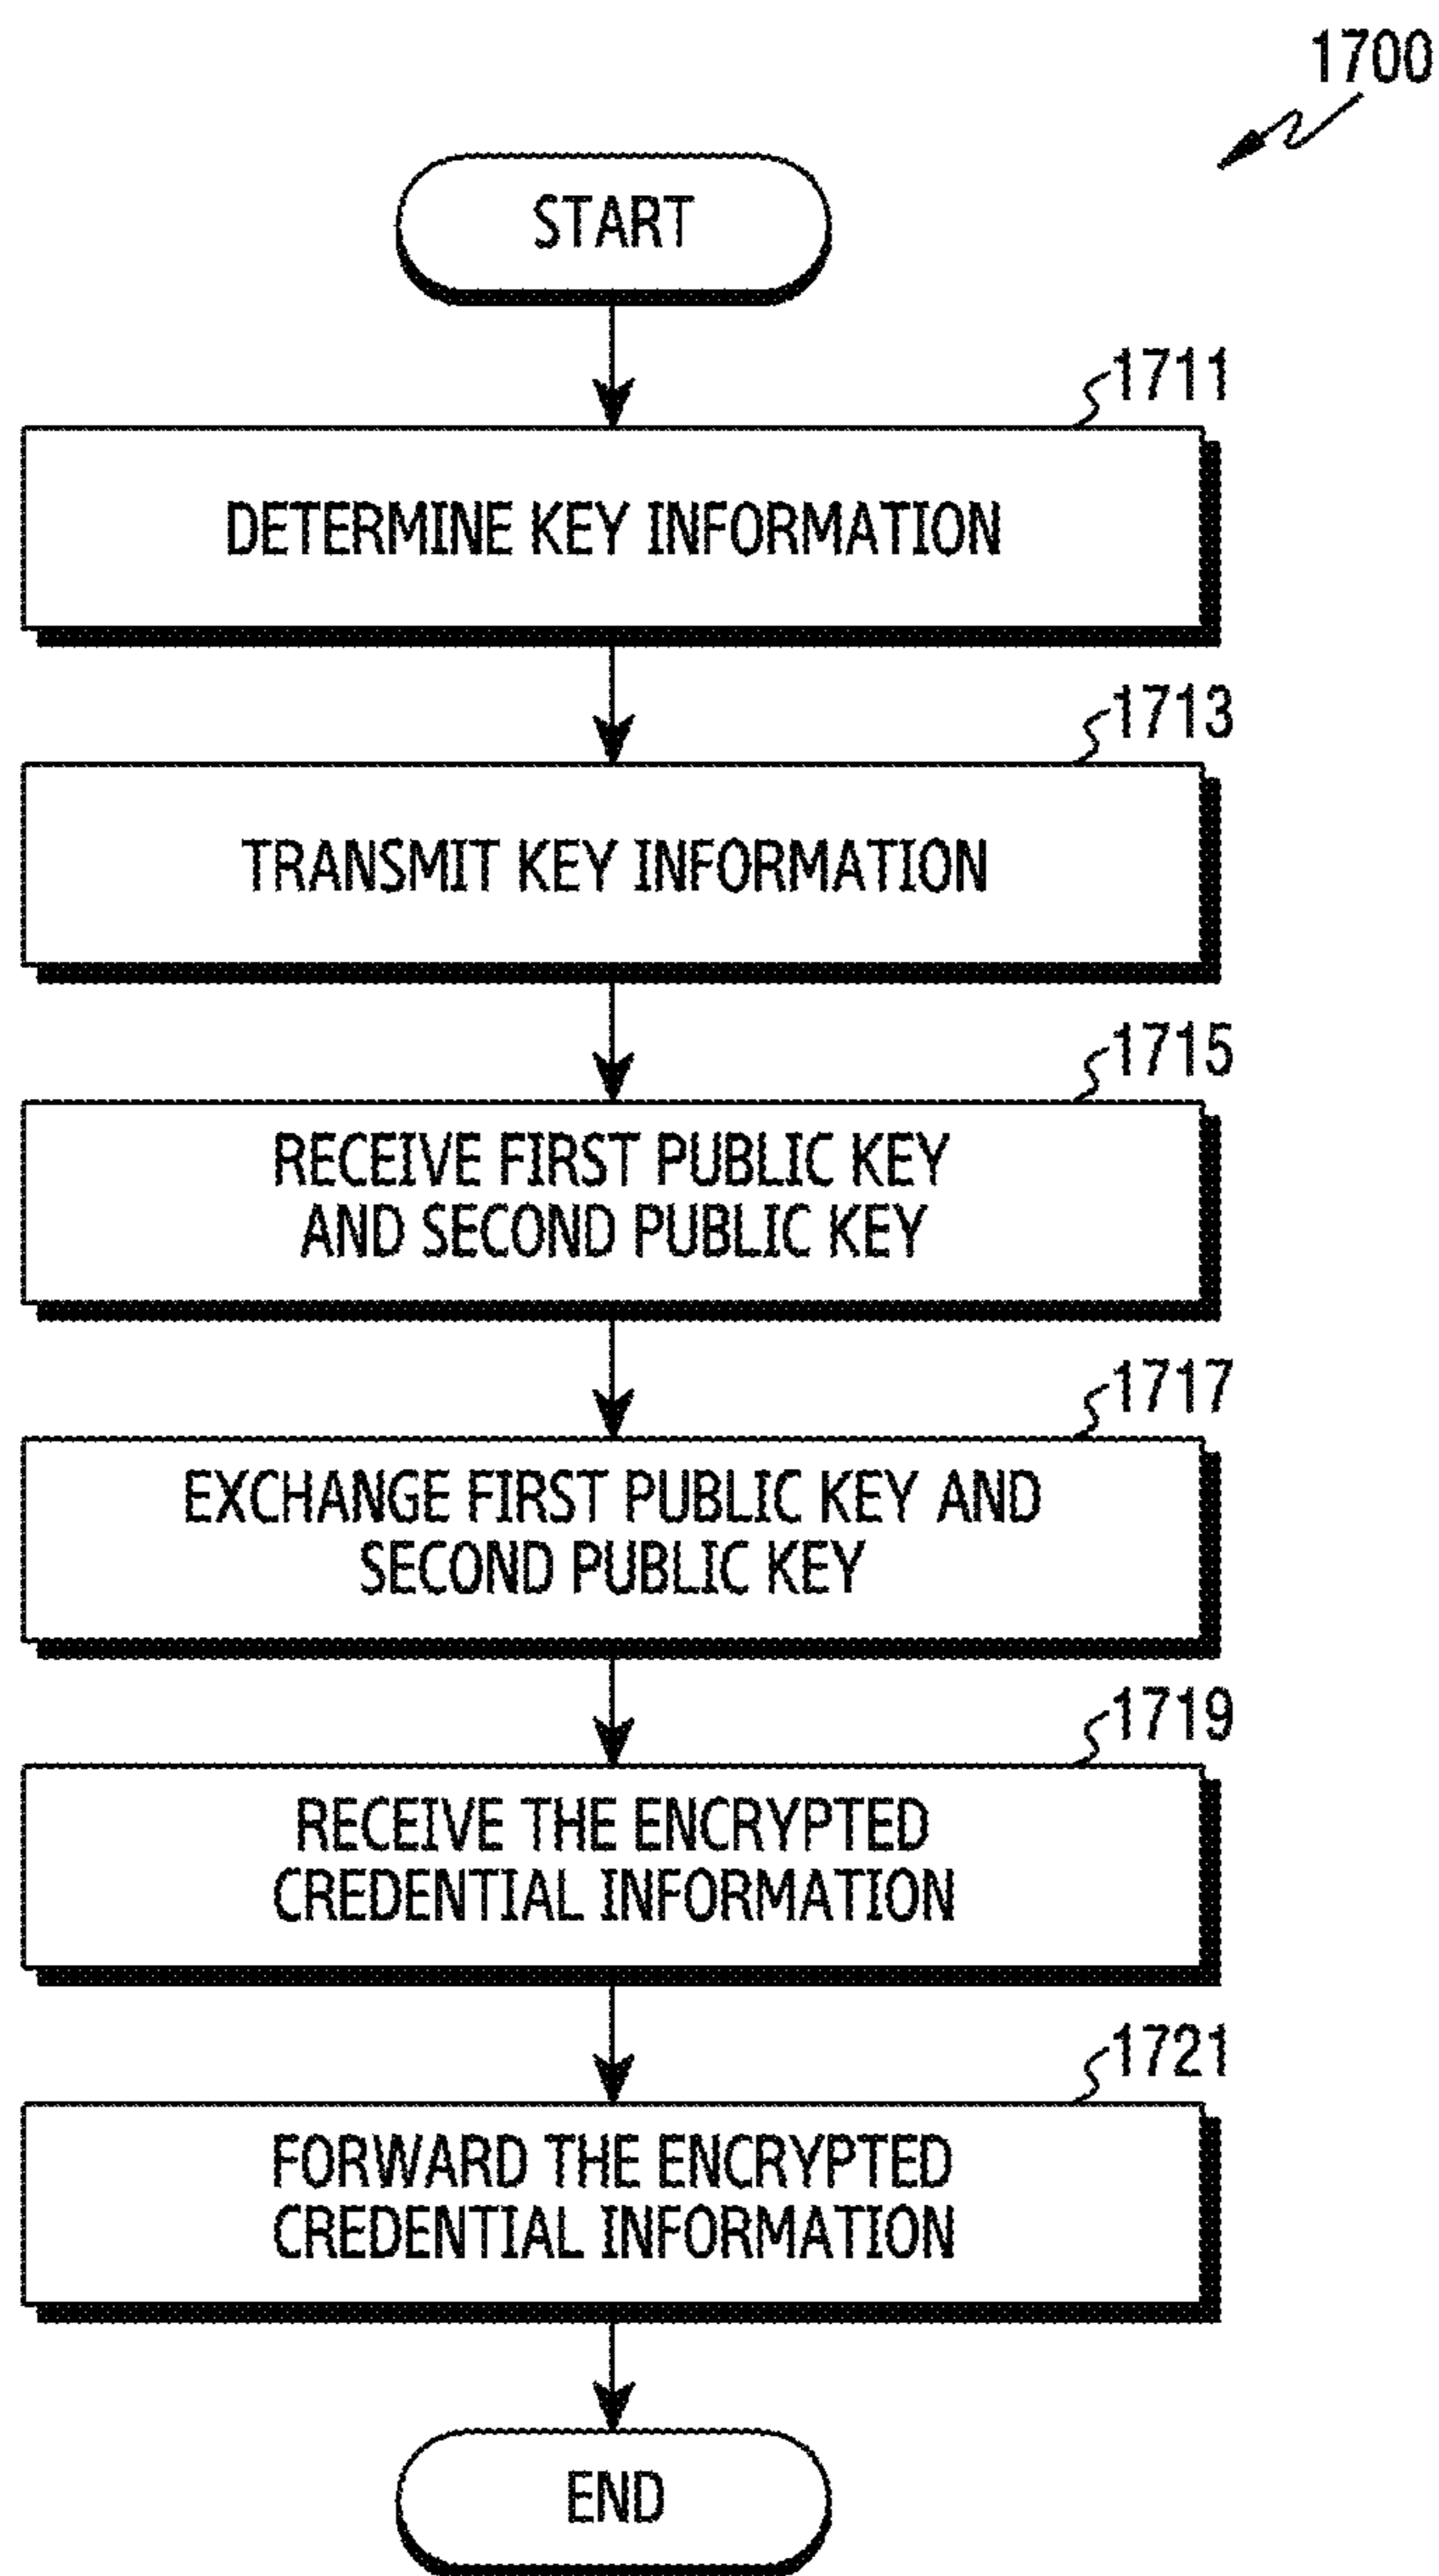 1700
START
1711
DETERMINE KEY INFORMATION
1713
TRANSMIT KEY INFORMATION
1715
RECEIVE FIRST PUBLIC KEY
AND SECOND PUBLIC KEY
1717
EXCHANGE FIRST PUBLIC KEY AND
SECOND PUBLIC KEY
1719
RECEIVE THE ENCRYPTED
CREDENTIAL INFORMATION
1721
FORWARD THE ENCRYPTED
CREDENTIAL INFORMATION
END